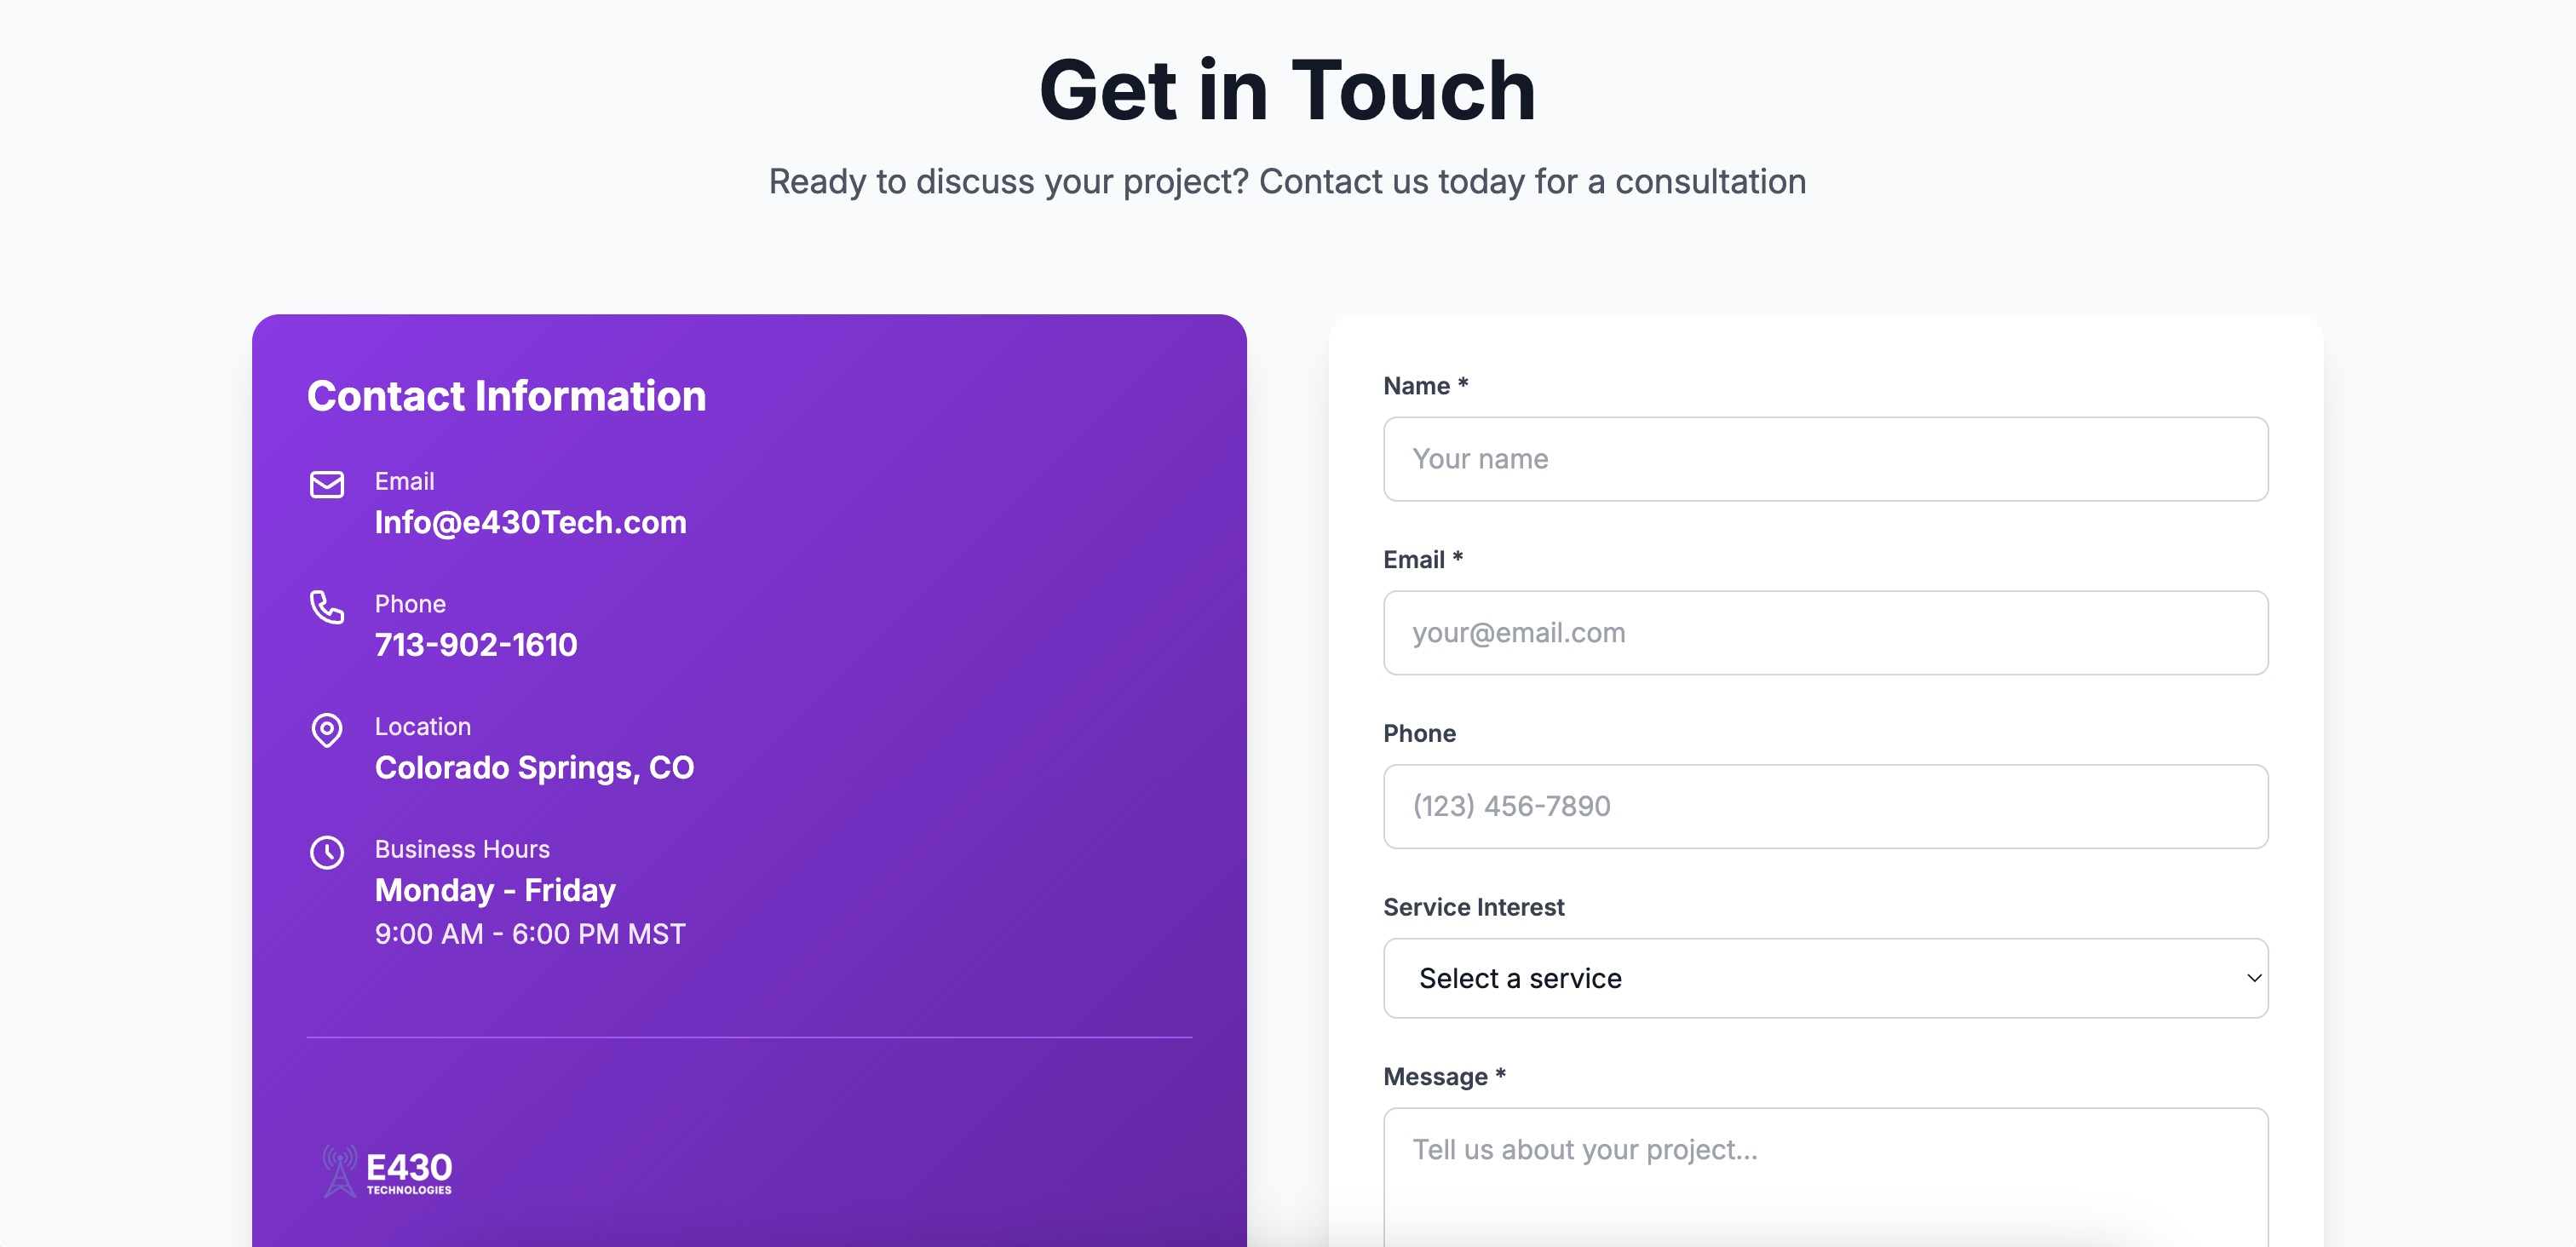 Get in Touch
Ready to discuss your project? Contact us today for a consultation
Contact Information
Email
Info@e430Tech.com
Phone
713-902-1610
Location
Colorado Springs, CO
Business Hours
Monday - Friday
9:00 AM - 6:00 PM MST
E430
TECHNOLOGIES
Name *
Your name
Email *
your@email.com
Phone
(123) 456-7890
Service Interest
Select a service
Message *
Tell us about your project...